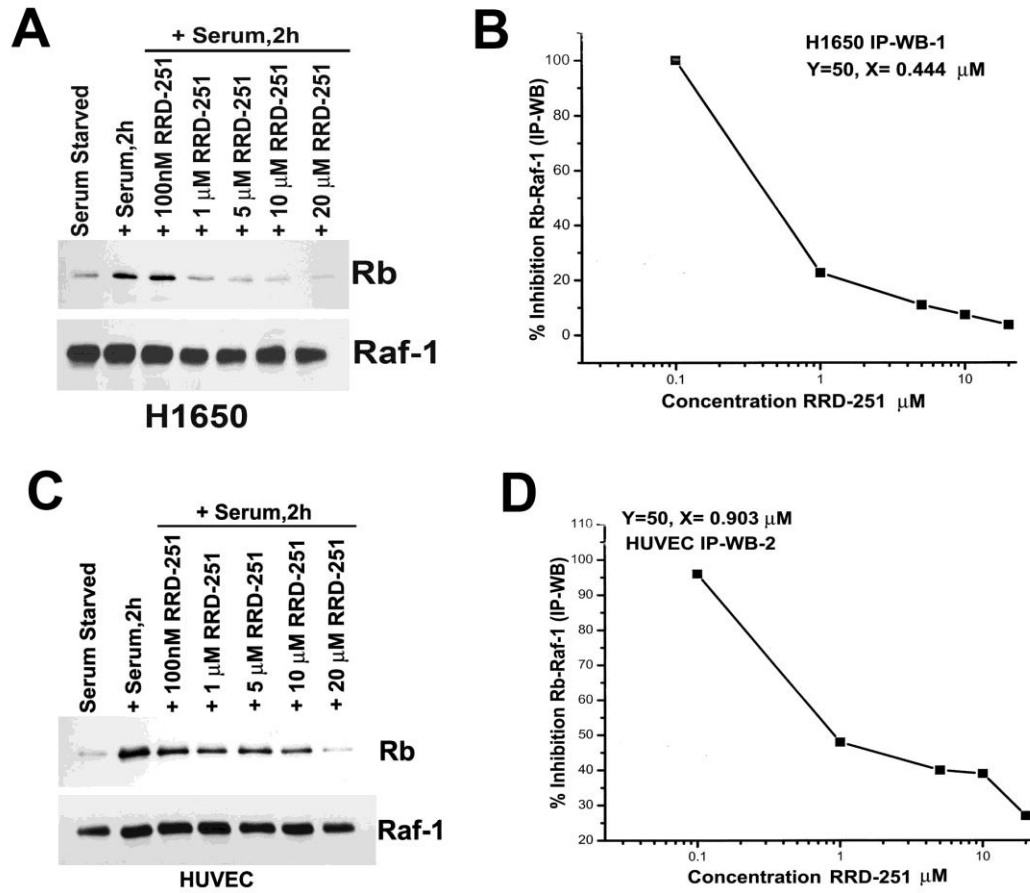 A
+ Serum,2h
Serum Starved
+ Serum,2h
+ 100nM RRD-251
+ 1 μM RRD-251
+ 5 μM RRD-251
+ 10 μM RRD-251
+ 20 μM RRD-251
Rb
Raf-1
H1650
B
H1650 IP-WB-1
Y=50, X= 0.444 μM
% Inhibition Rb-Raf-1 (IP-WB)
100
80
60
40
20
0
0.1
1
10
Concentration RRD-251 μM
C
+ Serum,2h
Serum Starved
+ Serum,2h
+ 100nM RRD-251
+ 1 μM RRD-251
+ 5 μM RRD-251
+ 10 μM RRD-251
+ 20 μM RRD-251
Rb
Raf-1
HUVEC
D
Y=50, X= 0.903 μM
HUVEC IP-WB-2
% Inhibition Rb-Raf-1 (IP-WB)
110
100
90
80
70
60
50
40
30
20
0.1
1
10
Concentration RRD-251 μM